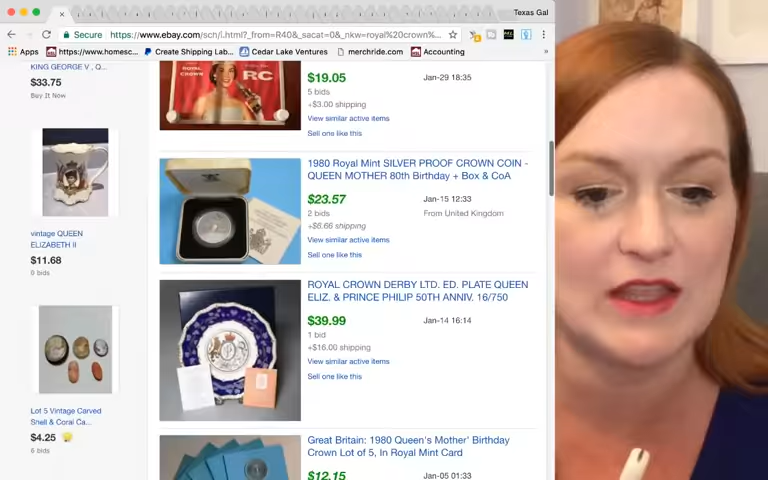 Texas Gal
Secure https://www.ebay.com/sch/i.html?_from=R40&_sacat=0&_nkw=royal%20crown%
Apps https://www.homesc... Create Shipping Lab... Cedar Lake Ventures merchride.com Accounting »
KING GEORGE V , Q...
$33.75
Buy It Now
ROYAL CROWN
RC
$19.05
Jan-29 18:35
5 bids
+$3.00 shipping
View similar active items
Sell one like this
vintage QUEEN
ELIZABETH II
$11.68
0 bids
1980 Royal Mint SILVER PROOF CROWN COIN -
QUEEN MOTHER 80th Birthday + Box & CoA
$23.57
Jan-15 12:33
2 bids
From United Kingdom
+$6.66 shipping
View similar active items
Sell one like this
ROYAL CROWN DERBY LTD. ED. PLATE QUEEN
ELIZ. & PRINCE PHILIP 50TH ANNIV. 16/750
$39.99
Jan-14 16:14
1 bid
+$16.00 shipping
View similar active items
Sell one like this
Lot 5 Vintage Carved
Shell & Coral Ca...
$4.25
6 bids
Great Britain: 1980 Queen's Mother' Birthday
Crown Lot of 5, In Royal Mint Card
$12.15
Jan-05 01:33